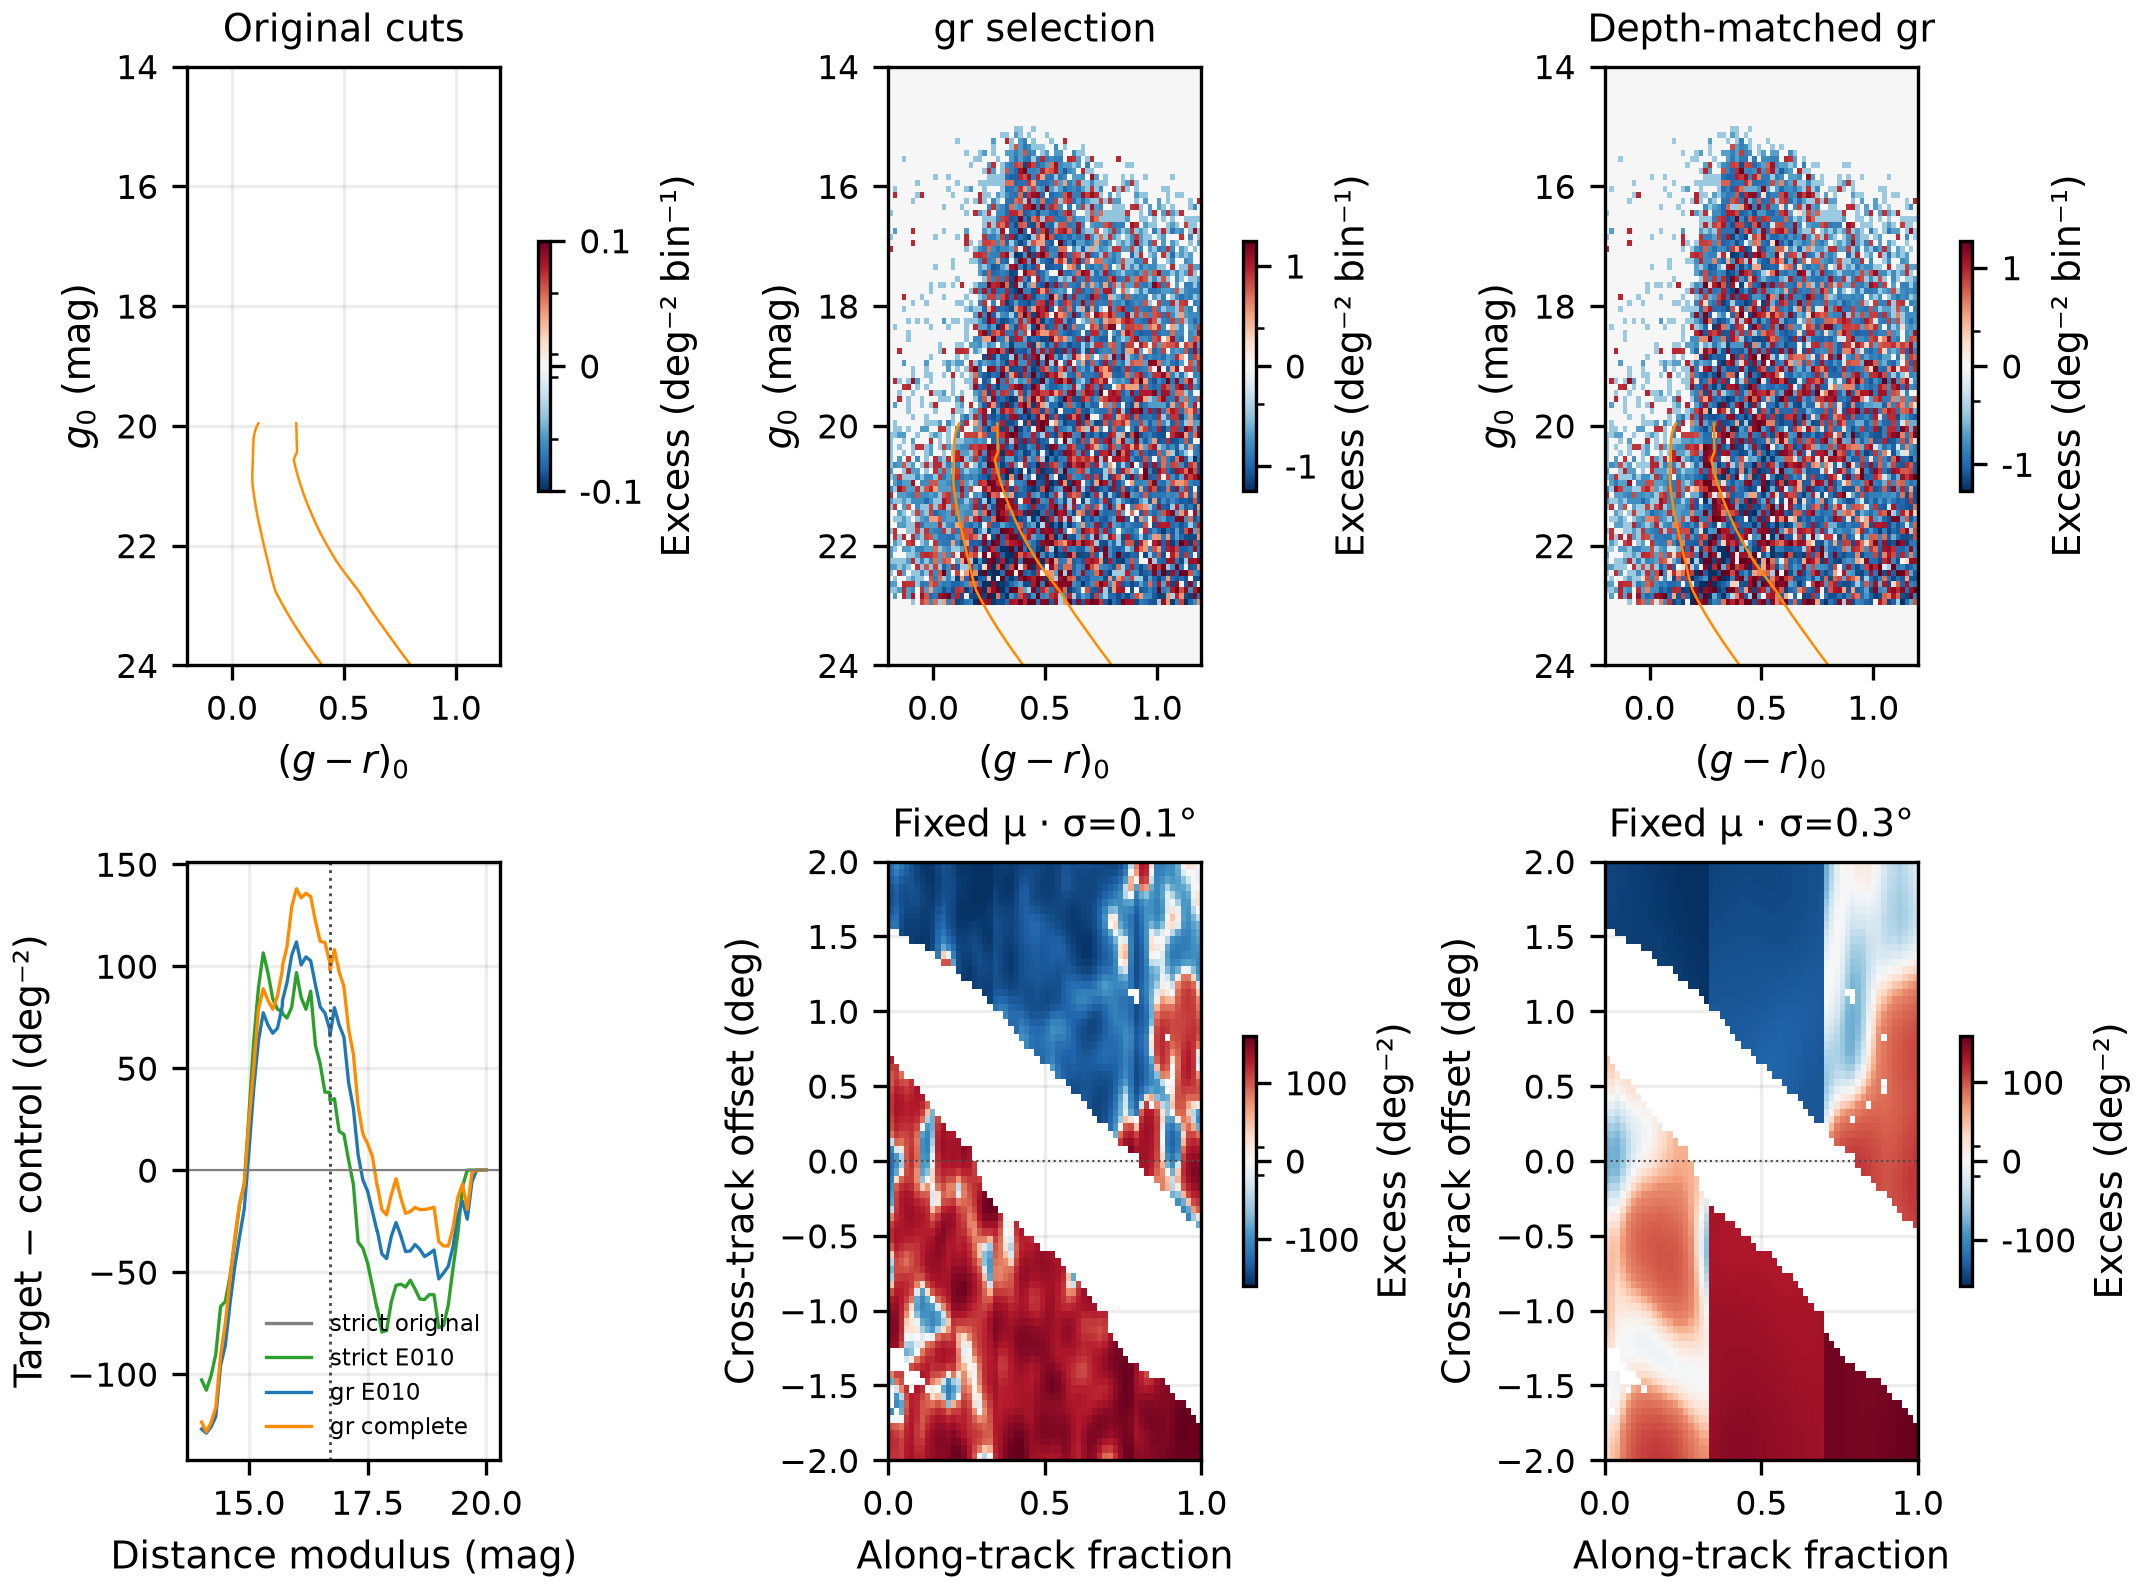 Original cuts
14
16
18
20
22
24
g₀ (mag)
0.0 0.5 1.0
(g − r)₀
0.1
0
-0.1
Excess (deg⁻² bin⁻¹)
gr selection
14
16
18
20
22
24
g₀ (mag)
0.0 0.5 1.0
(g − r)₀
1
0
-1
Excess (deg⁻² bin⁻¹)
Depth-matched gr
14
16
18
20
22
24
g₀ (mag)
0.0 0.5 1.0
(g − r)₀
1
0
-1
Excess (deg⁻² bin⁻¹)
150
100
50
0
−50
−100
Target − control (deg⁻²)
strict original
strict E010
gr E010
gr complete
15.0 17.5 20.0
Distance modulus (mag)
Fixed μ · σ=0.1°
2.0
1.5
1.0
0.5
0.0
−0.5
−1.0
−1.5
−2.0
Cross-track offset (deg)
0.0 0.5 1.0
Along-track fraction
100
0
-100
Excess (deg⁻²)
Fixed μ · σ=0.3°
2.0
1.5
1.0
0.5
0.0
−0.5
−1.0
−1.5
−2.0
Cross-track offset (deg)
0.0 0.5 1.0
Along-track fraction
100
0
-100
Excess (deg⁻²)